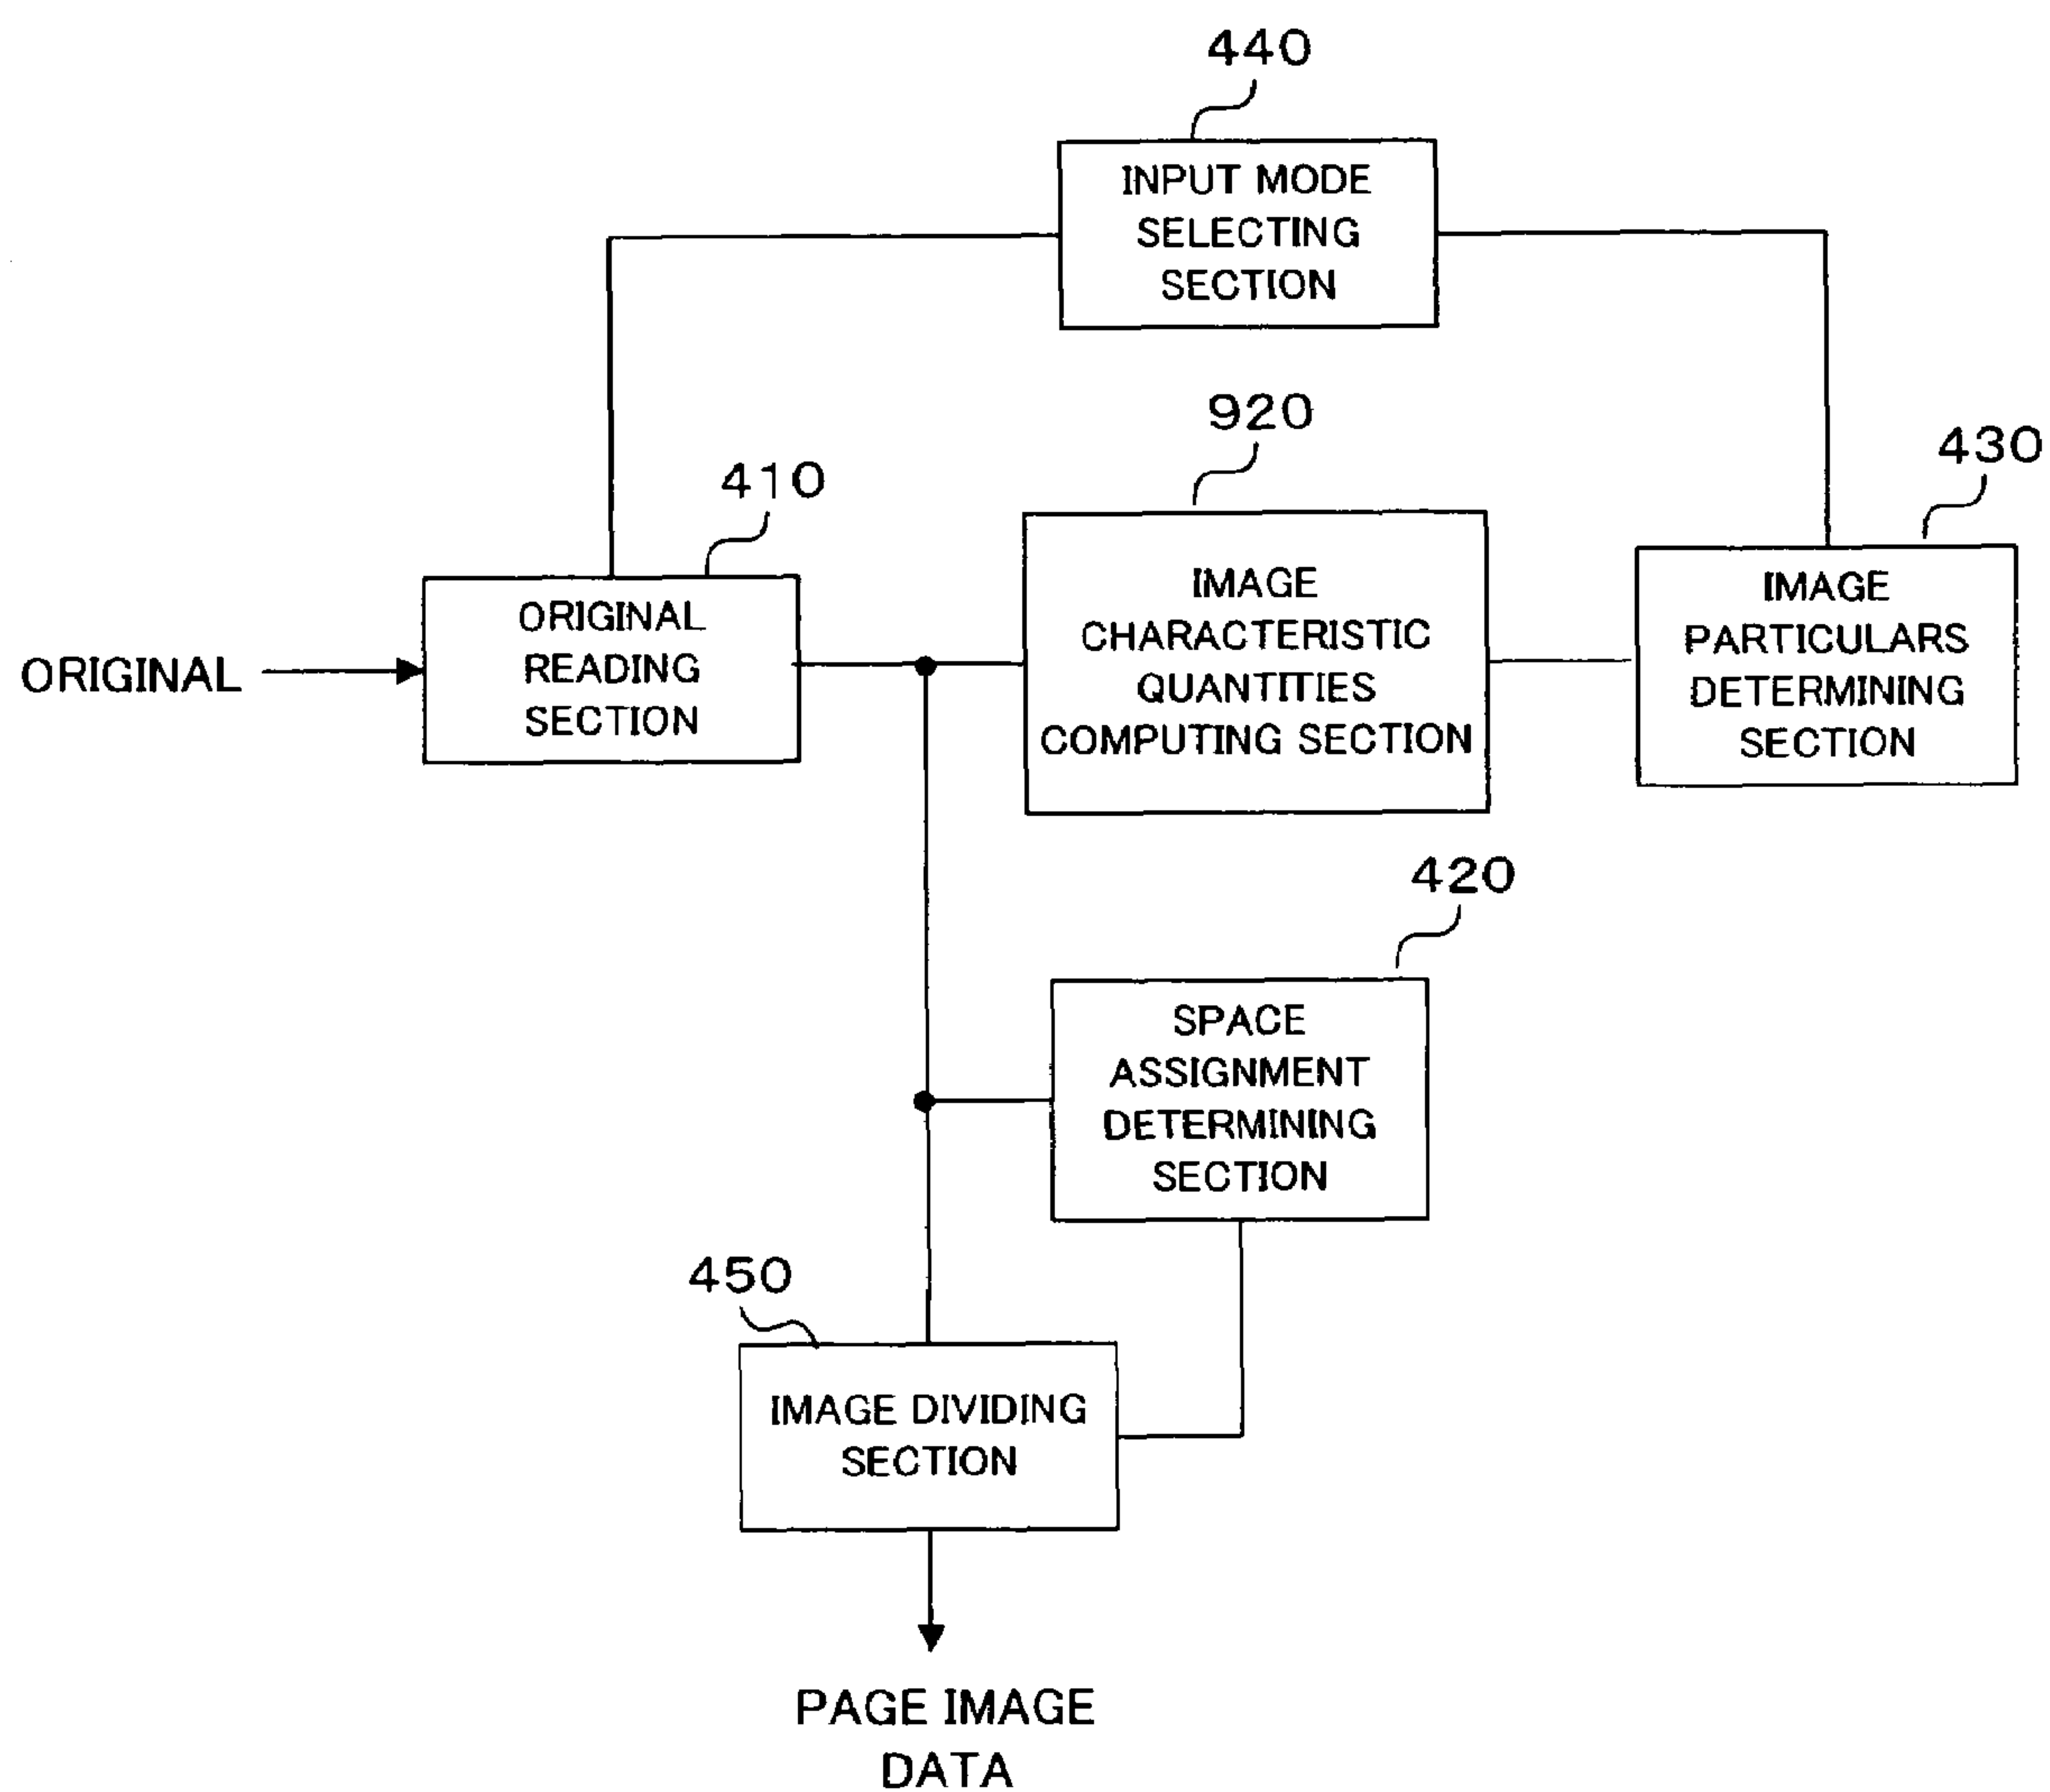 440
INPUT MODE
SELECTING
SECTION
920
430
410
IMAGE
CHARACTERISTIC
QUANTITIES
COMPUTING SECTION
IMAGE
PARTICULARS
DETERMINING
SECTION
ORIGINAL
READING
SECTION
ORIGINAL
420
SPACE
ASSIGNMENT
DETERMINING
SECTION
450
IMAGE DIVIDING
SECTION
PAGE IMAGE
DATA